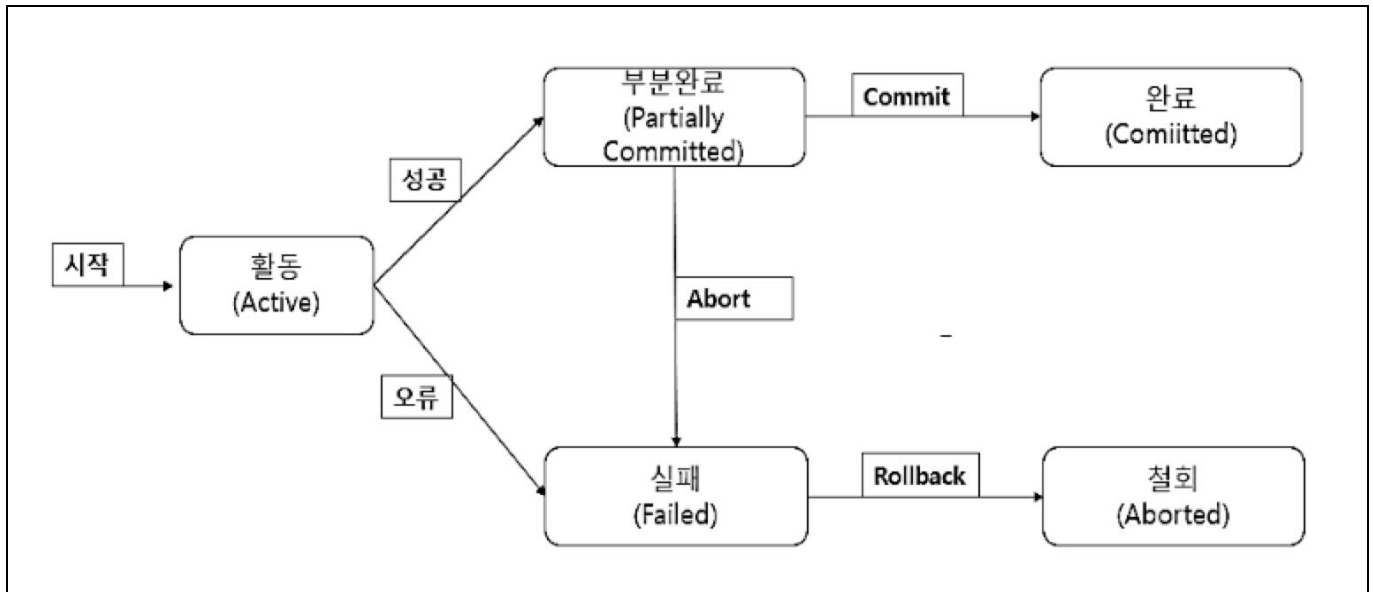 부분완료
(Partially
Committed)
Commit
완료
(Comiitted)
성공
시작
활동
(Active)
Abort
오류
실패
(Failed)
Rollback
철회
(Aborted)